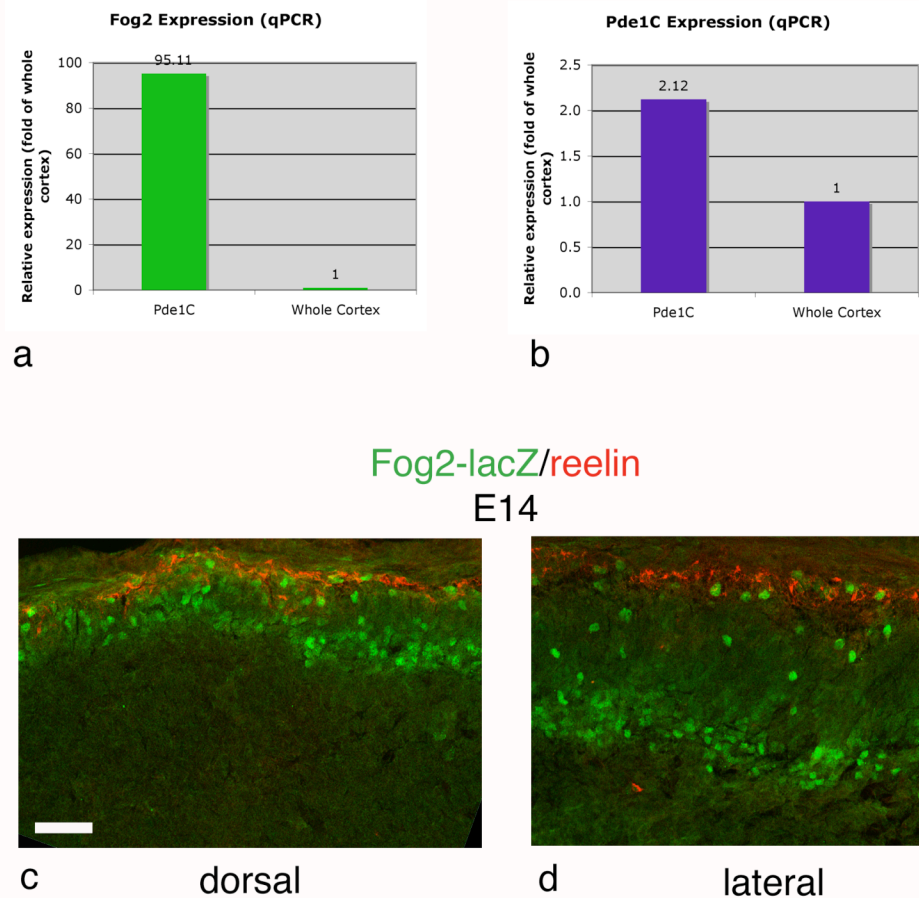 Fog2 Expression (qPCR)
Relative expression (fold of whole
cortex)
100
80
60
40
20
0
95.11
1
Pde1C
Whole Cortex
a
Pde1C Expression (qPCR)
Relative expression (fold of whole
cortex)
2.5
2.0
1.5
1.0
0.5
0.0
2.12
1
Pde1C
Whole Cortex
b
Fog2-lacZ/reelin
E14
c
dorsal
d
lateral